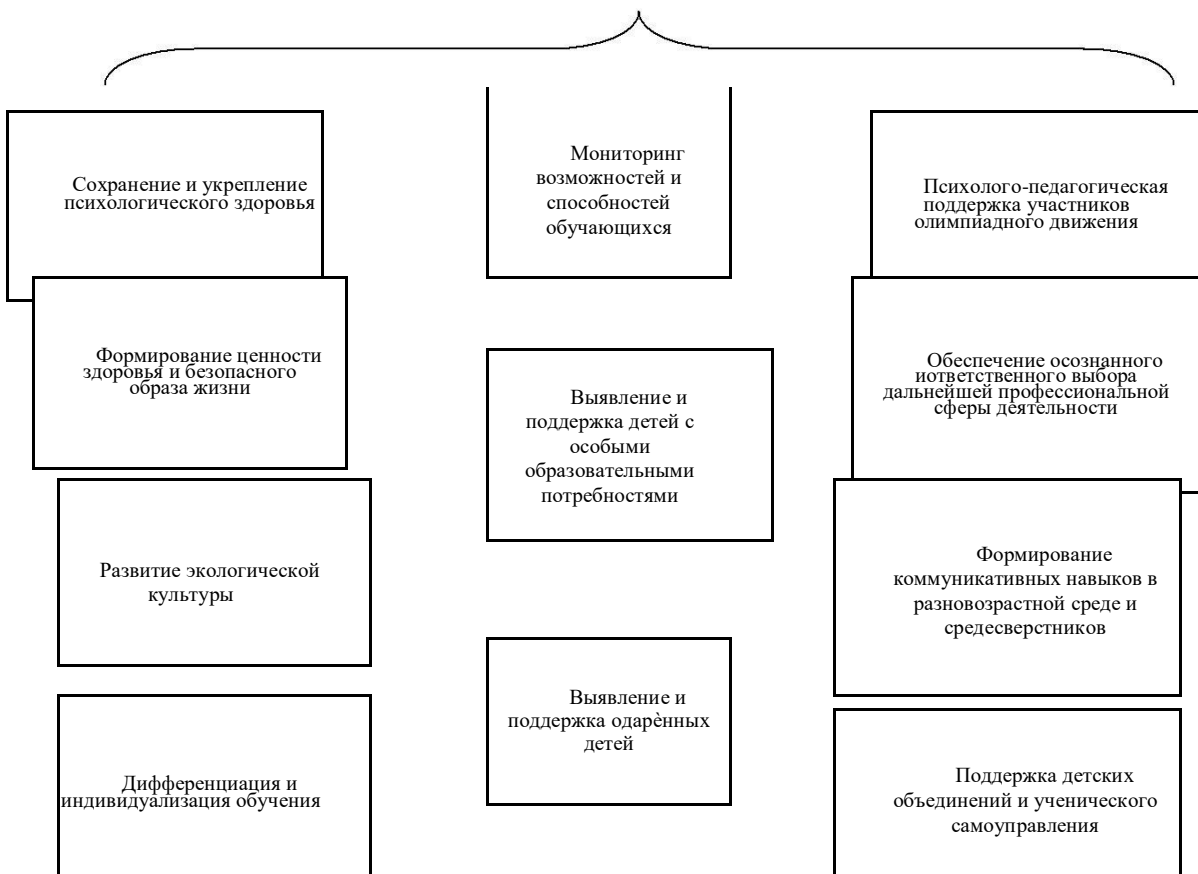 Сохранение и укрепление
психологического здоровья
Формирование ценности
здоровья и безопасного
образа жизни
Развитие экологической
культуры
Дифференциация и
индивидуализация обучения
Мониторинг
возможностей и
способностей
обучающихся
Выявление и
поддержка детей с
особыми
образовательными
потребностями
Выявление и
поддержка одарѐнных
детей
Психолого-педагогическая
поддержка участников
олимпиадного движения
Обеспечение осознанного
иответственного выбора
дальнейшей профессиональной
сферы деятельности
Формирование
коммуникативных навыков в
разновозрастной среде и
средесверстников
Поддержка детских
объединений и ученического
самоуправления